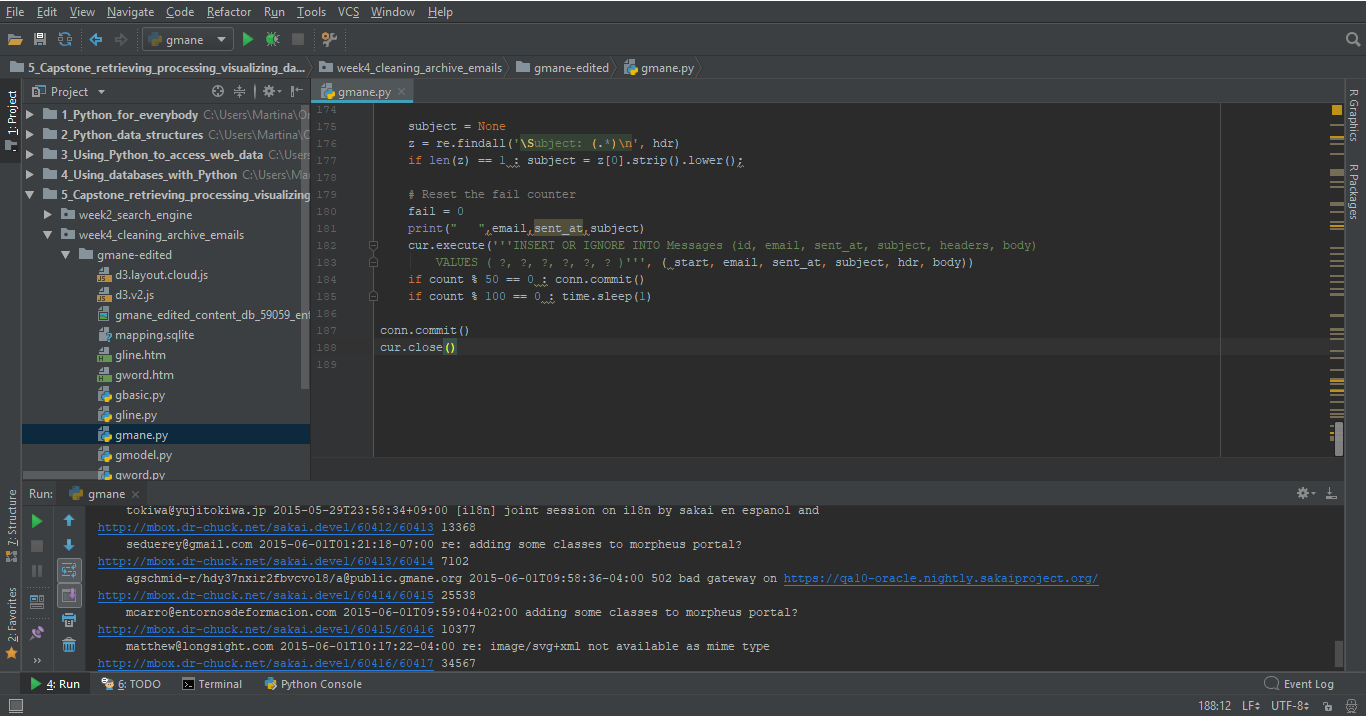 File Edit View Navigate Code Refactor Run Tools VCS Window Help
gmane
5_Capstone_retrieving_processing_visualizing_da... week4_cleaning_archive_emails gmane-edited gmane.py
1: Project
Project
gmane.py
1_Python_for_everybody C:\Users\Martina\O
2_Python_data_structures C:\Users\Martina\C
3_Using_Python_to_access_web_data C:\User
4_Using_databases_with_Python C:\Users\Ma
5_Capstone_retrieving_processing_visualizing
week2_search_engine
week4_cleaning_archive_emails
gmane-edited
d3.layout.cloud.js
d3.v2.js
gmane_edited_content_db_59059_ent
mapping.sqlite
gline.htm
gword.htm
gbasic.py
gline.py
gmane.py
gmodel.py
gword.py
174
175 subject = None
176 z = re.findall('\Subject: (.*)\n', hdr)
177 if len(z) == 1 : subject = z[0].strip().lower();
178
179 # Reset the fail counter
180 fail = 0
181 print("   ",email,sent_at,subject)
182 cur.execute('''INSERT OR IGNORE INTO Messages (id, email, sent_at, subject, headers, body)
183 VALUES ( ?, ?, ?, ?, ?, ? )''', ( start, email, sent_at, subject, hdr, body))
184 if count % 50 == 0 : conn.commit()
185 if count % 100 == 0 : time.sleep(1)
186
187 conn.commit()
188 cur.close()
189
R Graphics
R Packages
7: Structure
2: Favorites
Run: gmane
tokiwa@yujitokiwa.jp 2015-05-29T23:58:34+09:00 [i18n] joint session on i18n by sakai en espanol and
http://mbox.dr-chuck.net/sakai.devel/60412/60413 13368
seduerey@gmail.com 2015-06-01T01:21:18-07:00 re: adding some classes to morpheus portal?
http://mbox.dr-chuck.net/sakai.devel/60413/60414 7102
agschmid-r/hdy37nxir2fbvcvol8/a@public.gmane.org 2015-06-01T09:58:36-04:00 502 bad gateway on https://qa10-oracle.nightly.sakaiproject.org/
http://mbox.dr-chuck.net/sakai.devel/60414/60415 25538
mcarro@entornosdeformacion.com 2015-06-01T09:59:04+02:00 adding some classes to morpheus portal?
http://mbox.dr-chuck.net/sakai.devel/60415/60416 10377
matthew@longsight.com 2015-06-01T10:17:22-04:00 re: image/svg+xml not available as mime type
http://mbox.dr-chuck.net/sakai.devel/60416/60417 34567
4: Run 6: TODO Terminal Python Console Event Log
188:12 LF UTF-8